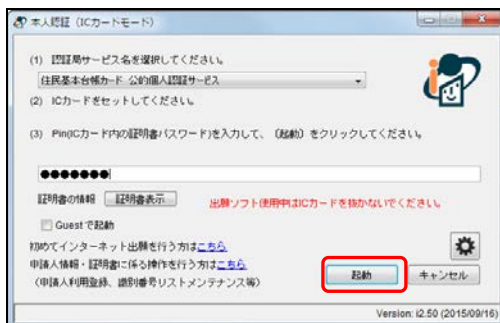 本人認証（ICカードモード）
(1) 認証局サービス名を選択してください。
住民基本台帳カード 公的個人認証サービス
(2) ICカードをセットしてください。
(3) Pin(ICカード内の証明書パスワード)を入力して、〔起動〕をクリックしてください。
●●●●●●●
証明書の情報 証明書表示 出願ソフト使用中はICカードを抜かないでください。
Guestで起動
初めてインターネット出願を行う方はこちら
申請人情報・証明書に係る操作を行う方はこちら
（申請人利用登録、識別番号リストメンテナンス等）
起動 キャンセル
Version: i2.50 (2015/09/16)